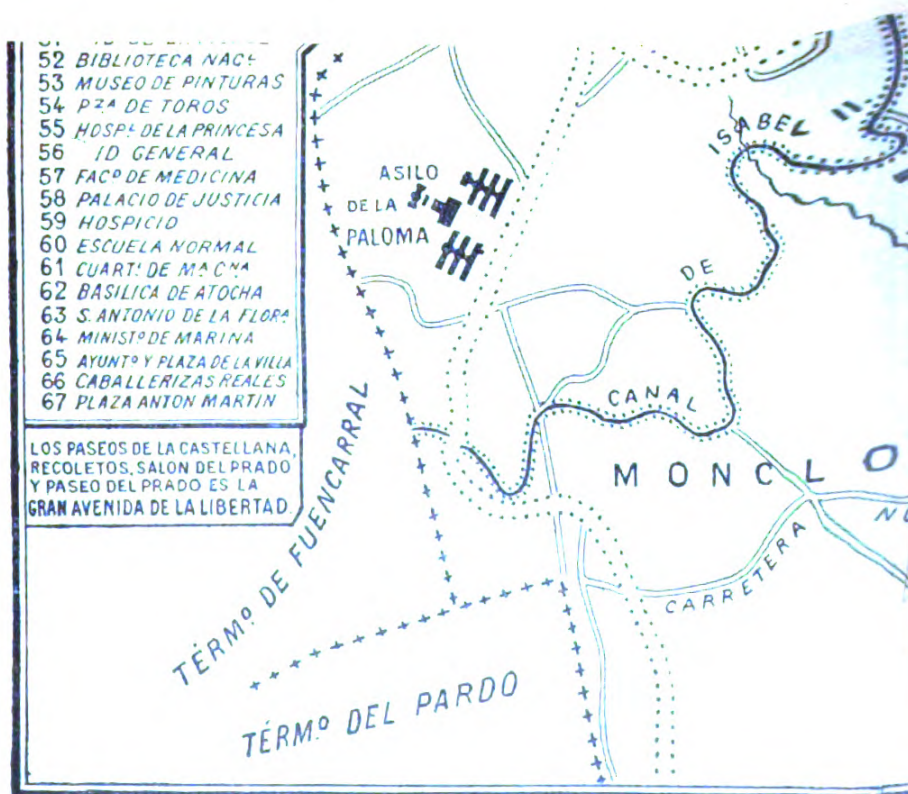 52 BIBLIOTECA NACL
53 MUSEO DE PINTURAS
54 PZA DE TOROS
55 HOSPL DE LA PRINCESA
56 ID GENERAL
57 FACD DE MEDICINA
58 PALACIO DE JUSTICIA
59 HOSPICIO
60 ESCUELA NORMAL
61 CUARTL DE
62 BASILICA DE ATOCHA
63 S. ANTONIO DE LA FLORA
64 MINISTº DE MARINA
65 AYUNTº Y PLAZA DE LA VILLA
66 CABALLERIZAS REALES
67 PLAZA ANTON MARTIN
LOS PASEOS DE LA CASTELLANA,
RECOLETOS, SALON DEL PRADO
Y PASEO DEL PRADO ES LA
GRAN AVENIDA DE LA LIBERTAD.
ASILO
DE LA
PALOMA
CANAL
DE
ISABEL II
MONCLO
CARRETERA
TÉRMº DE FUENCARRAL
TÉRMº DEL PARDO